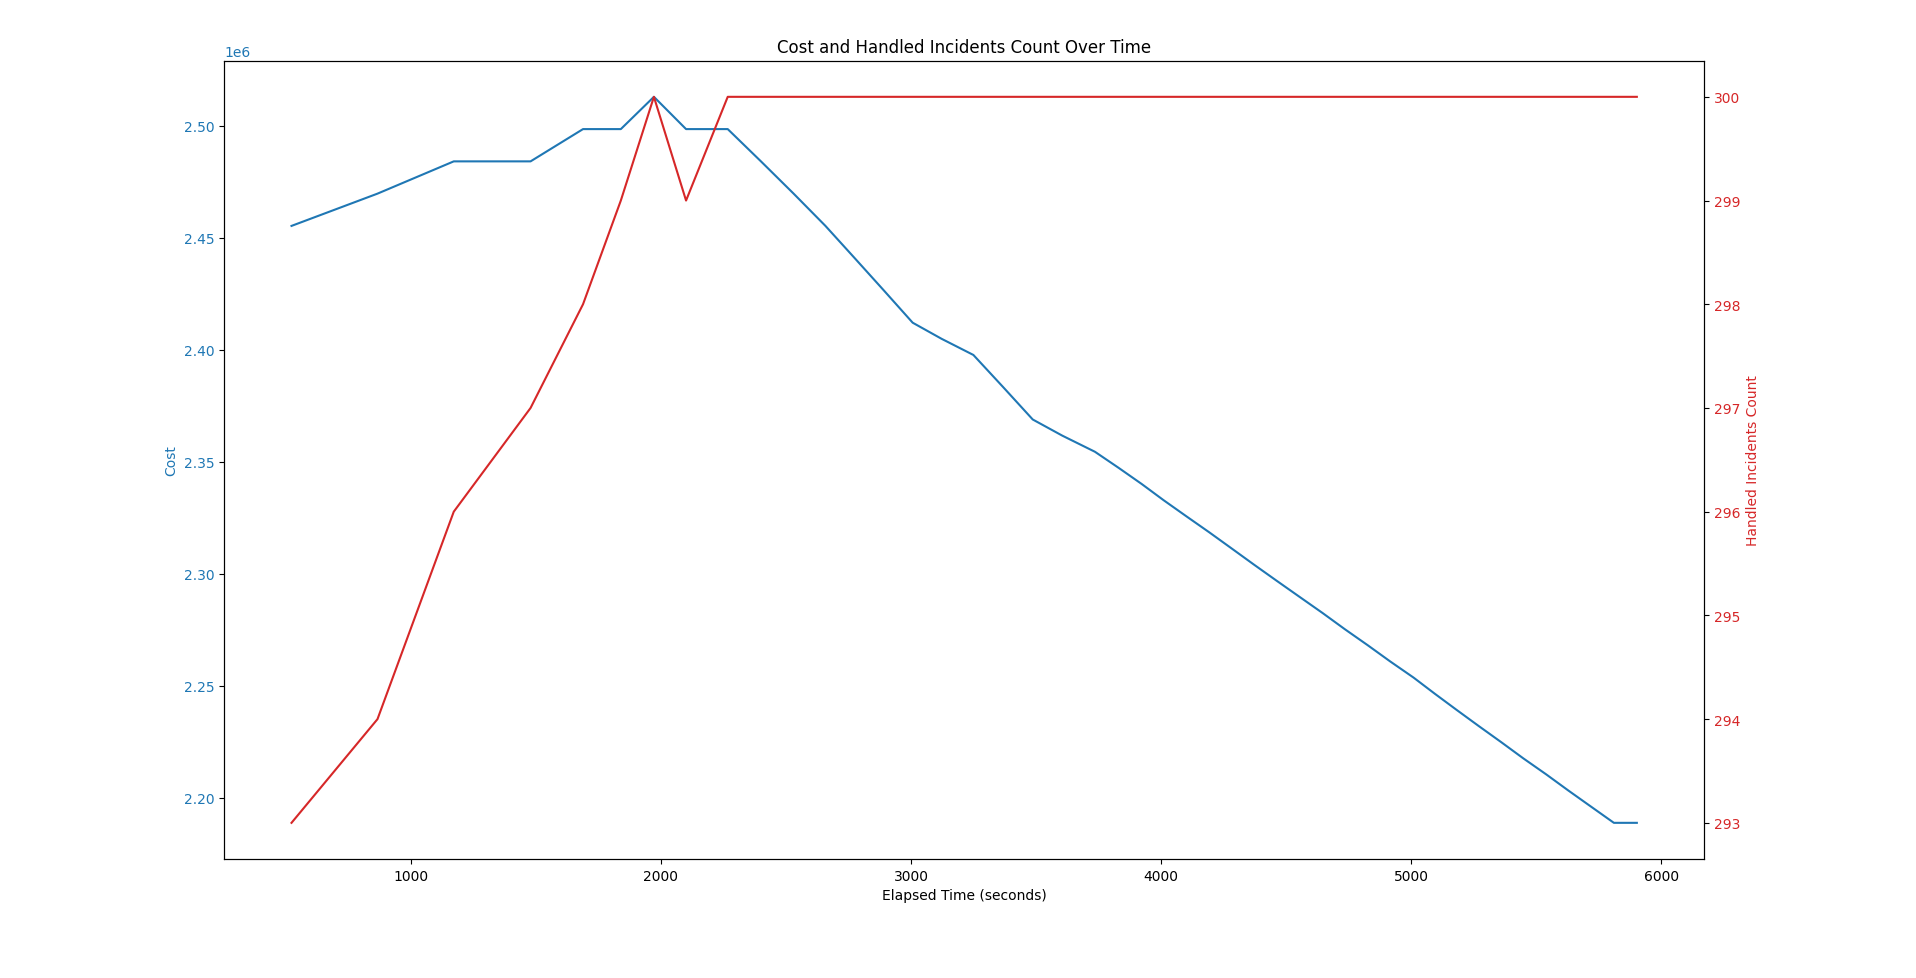 Cost and Handled Incidents Count Over Time
1e6
2.50
2.45
2.40
2.35
2.30
2.25
2.20
Cost
300
299
298
297
296
295
294
293
Handled Incidents Count
1000 2000 3000 4000 5000 6000
Elapsed Time (seconds)